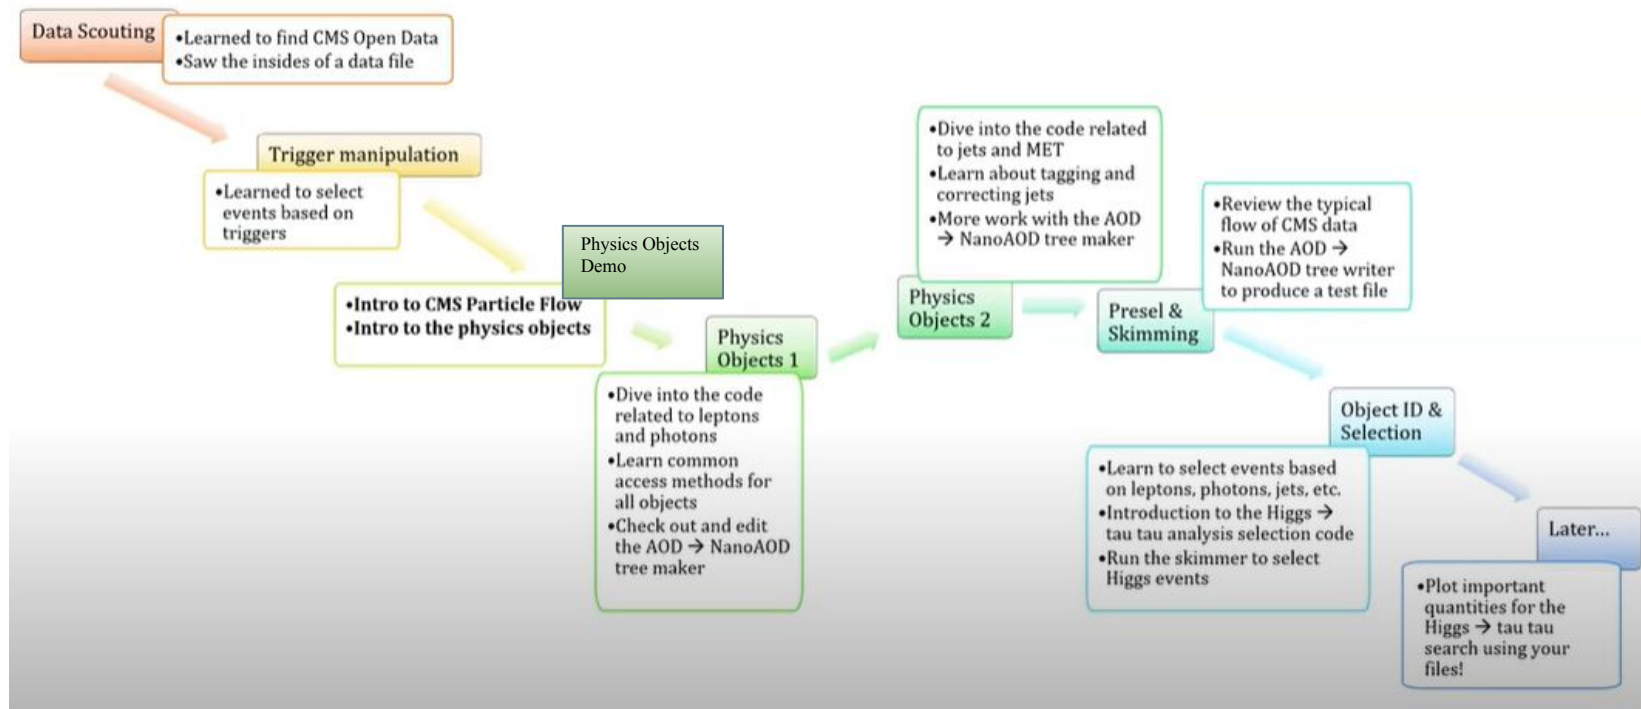 Data Scouting
•Learned to find CMS Open Data
•Saw the insides of a data file
Trigger manipulation
•Learned to select
events based on
triggers
Physics Objects
Demo
•Intro to CMS Particle Flow
•Intro to the physics objects
Physics
Objects 1
•Dive into the code
related to leptons
and photons
•Learn common
access methods for
all objects
•Check out and edit
the AOD → NanoAOD
tree maker
•Dive into the code related
to jets and MET
•Learn about tagging and
correcting jets
•More work with the AOD
→ NanoAOD tree maker
Physics
Objects 2
•Review the typical
flow of CMS data
•Run the AOD →
NanoAOD tree writer
to produce a test file
Presel &
Skimming
Object ID &
Selection
•Learn to select events based
on leptons, photons, jets, etc.
•Introduction to the Higgs →
tau tau analysis selection code
•Run the skimmer to select
Higgs events
Later...
•Plot important
quantities for the
Higgs → tau tau
search using your
files!